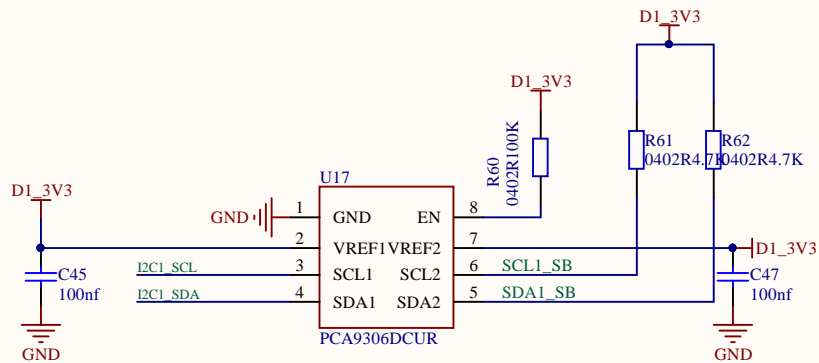 D1_3V3
D1_3V3
R61
0402R4.7K
R62
0402R4.7K
R60
0402R100K
U17
D1_3V3
GND
1
GND
EN
8
2
VREF1
VREF2
7
D1_3V3
I2C1_SCL
3
SCL1
SCL2
6
SCL1_SB
I2C1_SDA
4
SDA1
SDA2
5
SDA1_SB
C45
100nf
C47
100nf
PCA9306DCUR
GND
GND